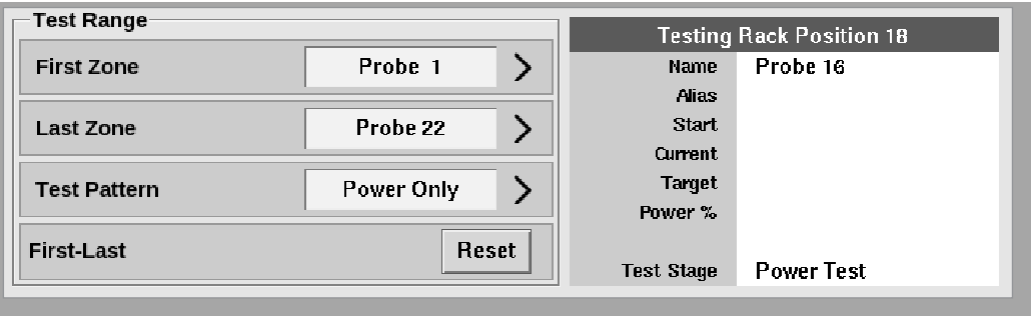 Test Range
First Zone Probe 1
Last Zone Probe 22
Test Pattern Power Only
First-Last Reset
Testing Rack Position 18
Name Probe 16
Alias
Start
Current
Target
Power %
Test Stage Power Test